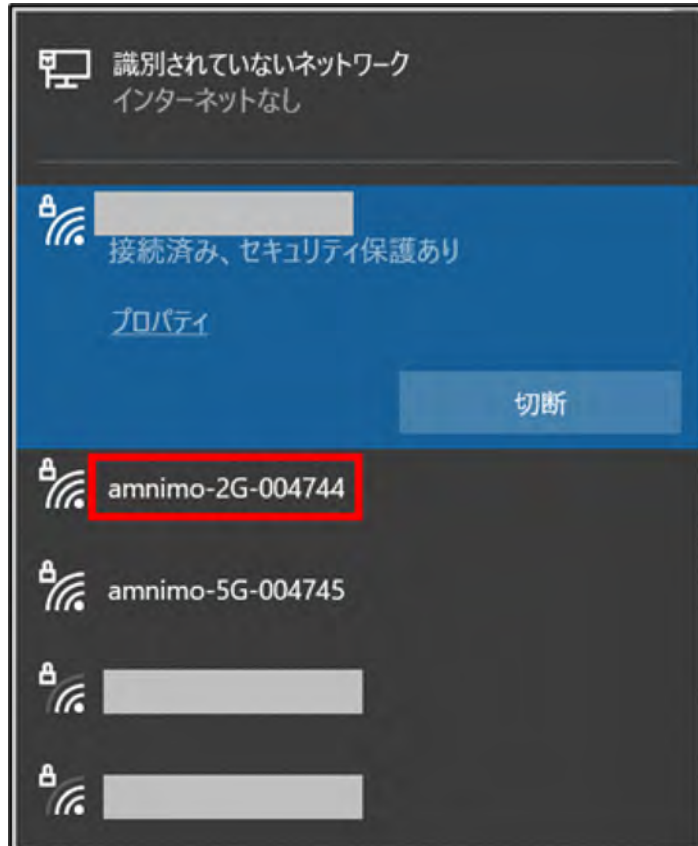 識別されていないネットワーク
インターネットなし
接続済み、セキュリティ保護あり
プロパティ
切断
amnimo-2G-004744
amnimo-5G-004745